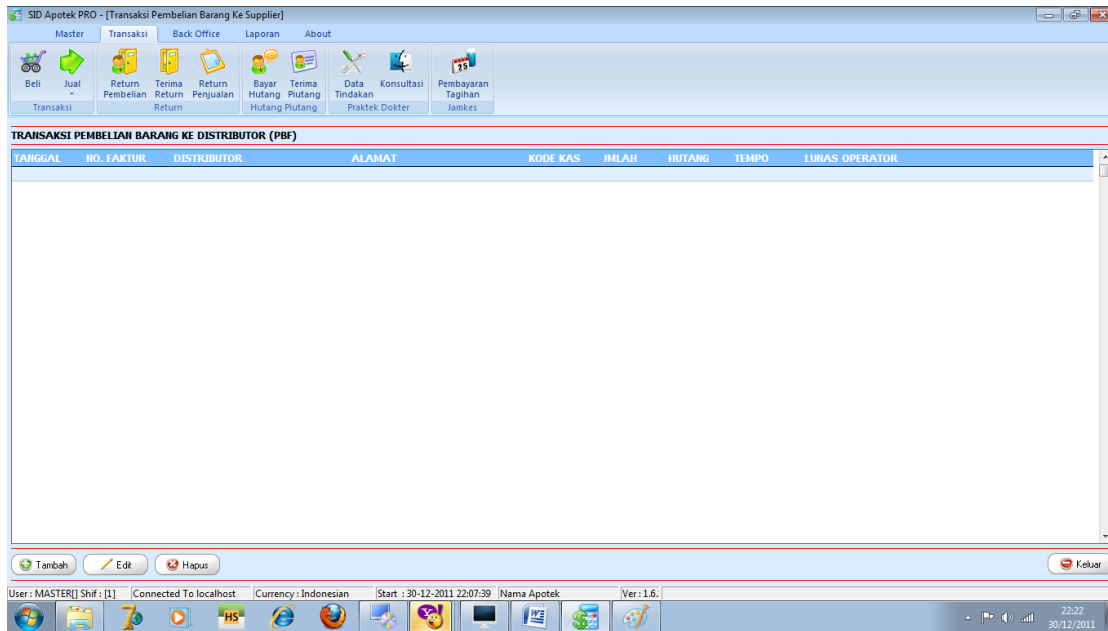 SID Apotek PRO - [Transaksi Pembelian Barang Ke Supplier]
Master Transaksi Back Office Laporan About
Beli Jual Return Pembelian Terima Return Return Penjualan Bayar Hutang Terima Piutang Data Tindakan Konsultasi Pembayaran Tagihan
Transaksi Return Hutang Piutang Praktek Dokter Jamkes
TRANSAKSI PEMBELIAN BARANG KE DISTRIBUTOR (PBF)
TANGGAL NO. FAKTUR DISTRIBUTOR ALAMAT KODE KAS JMLAH HUTANG TEMPO LUNAS OPERATOR
Tambah Edit Hapus Keluar
User : MASTER[] Shif : [1] Connected To localhost Currency : Indonesian Start : 30-12-2011 22:07:39 Nama Apotek Ver : 1.6.
HS 22:22
30/12/2011